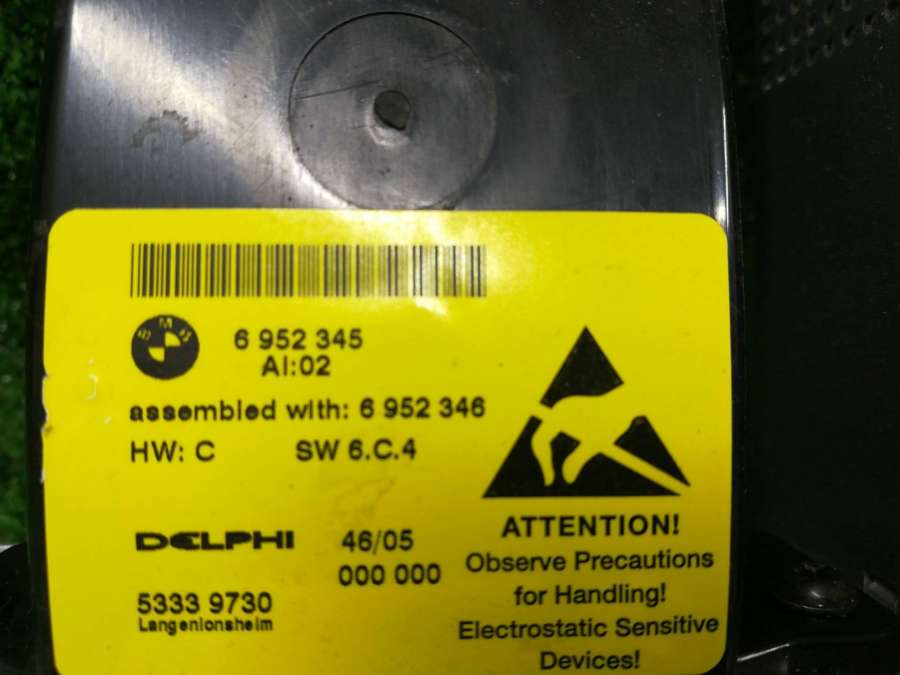 BMW
6 952 345
AI:02
assembled with: 6 952 346
HW: C SW 6.C.4
DELPHI 46/05
000 000
5333 9730
Langenlonsheim
ATTENTION!
Observe Precautions
for Handling!
Electrostatic Sensitive
Devices!